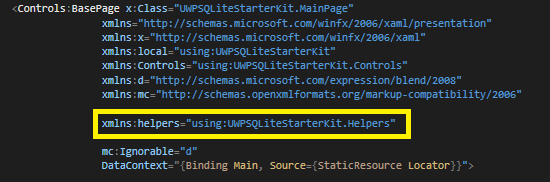 <Controls:BasePage x:Class="UWPSQLiteStarterKit.MainPage"
xmlns="http://schemas.microsoft.com/winfx/2006/xaml/presentation"
xmlns:x="http://schemas.microsoft.com/winfx/2006/xaml"
xmlns:local="using:UWPSQLiteStarterKit"
xmlns:Controls="using:UWPSQLiteStarterKit.Controls"
xmlns:d="http://schemas.microsoft.com/expression/blend/2008"
xmlns:mc="http://schemas.openxmlformats.org/markup-compatibility/2006"
xmlns:helpers="using:UWPSQLiteStarterKit.Helpers"
mc:Ignorable="d"
DataContext="{Binding Main, Source={StaticResource Locator}}">